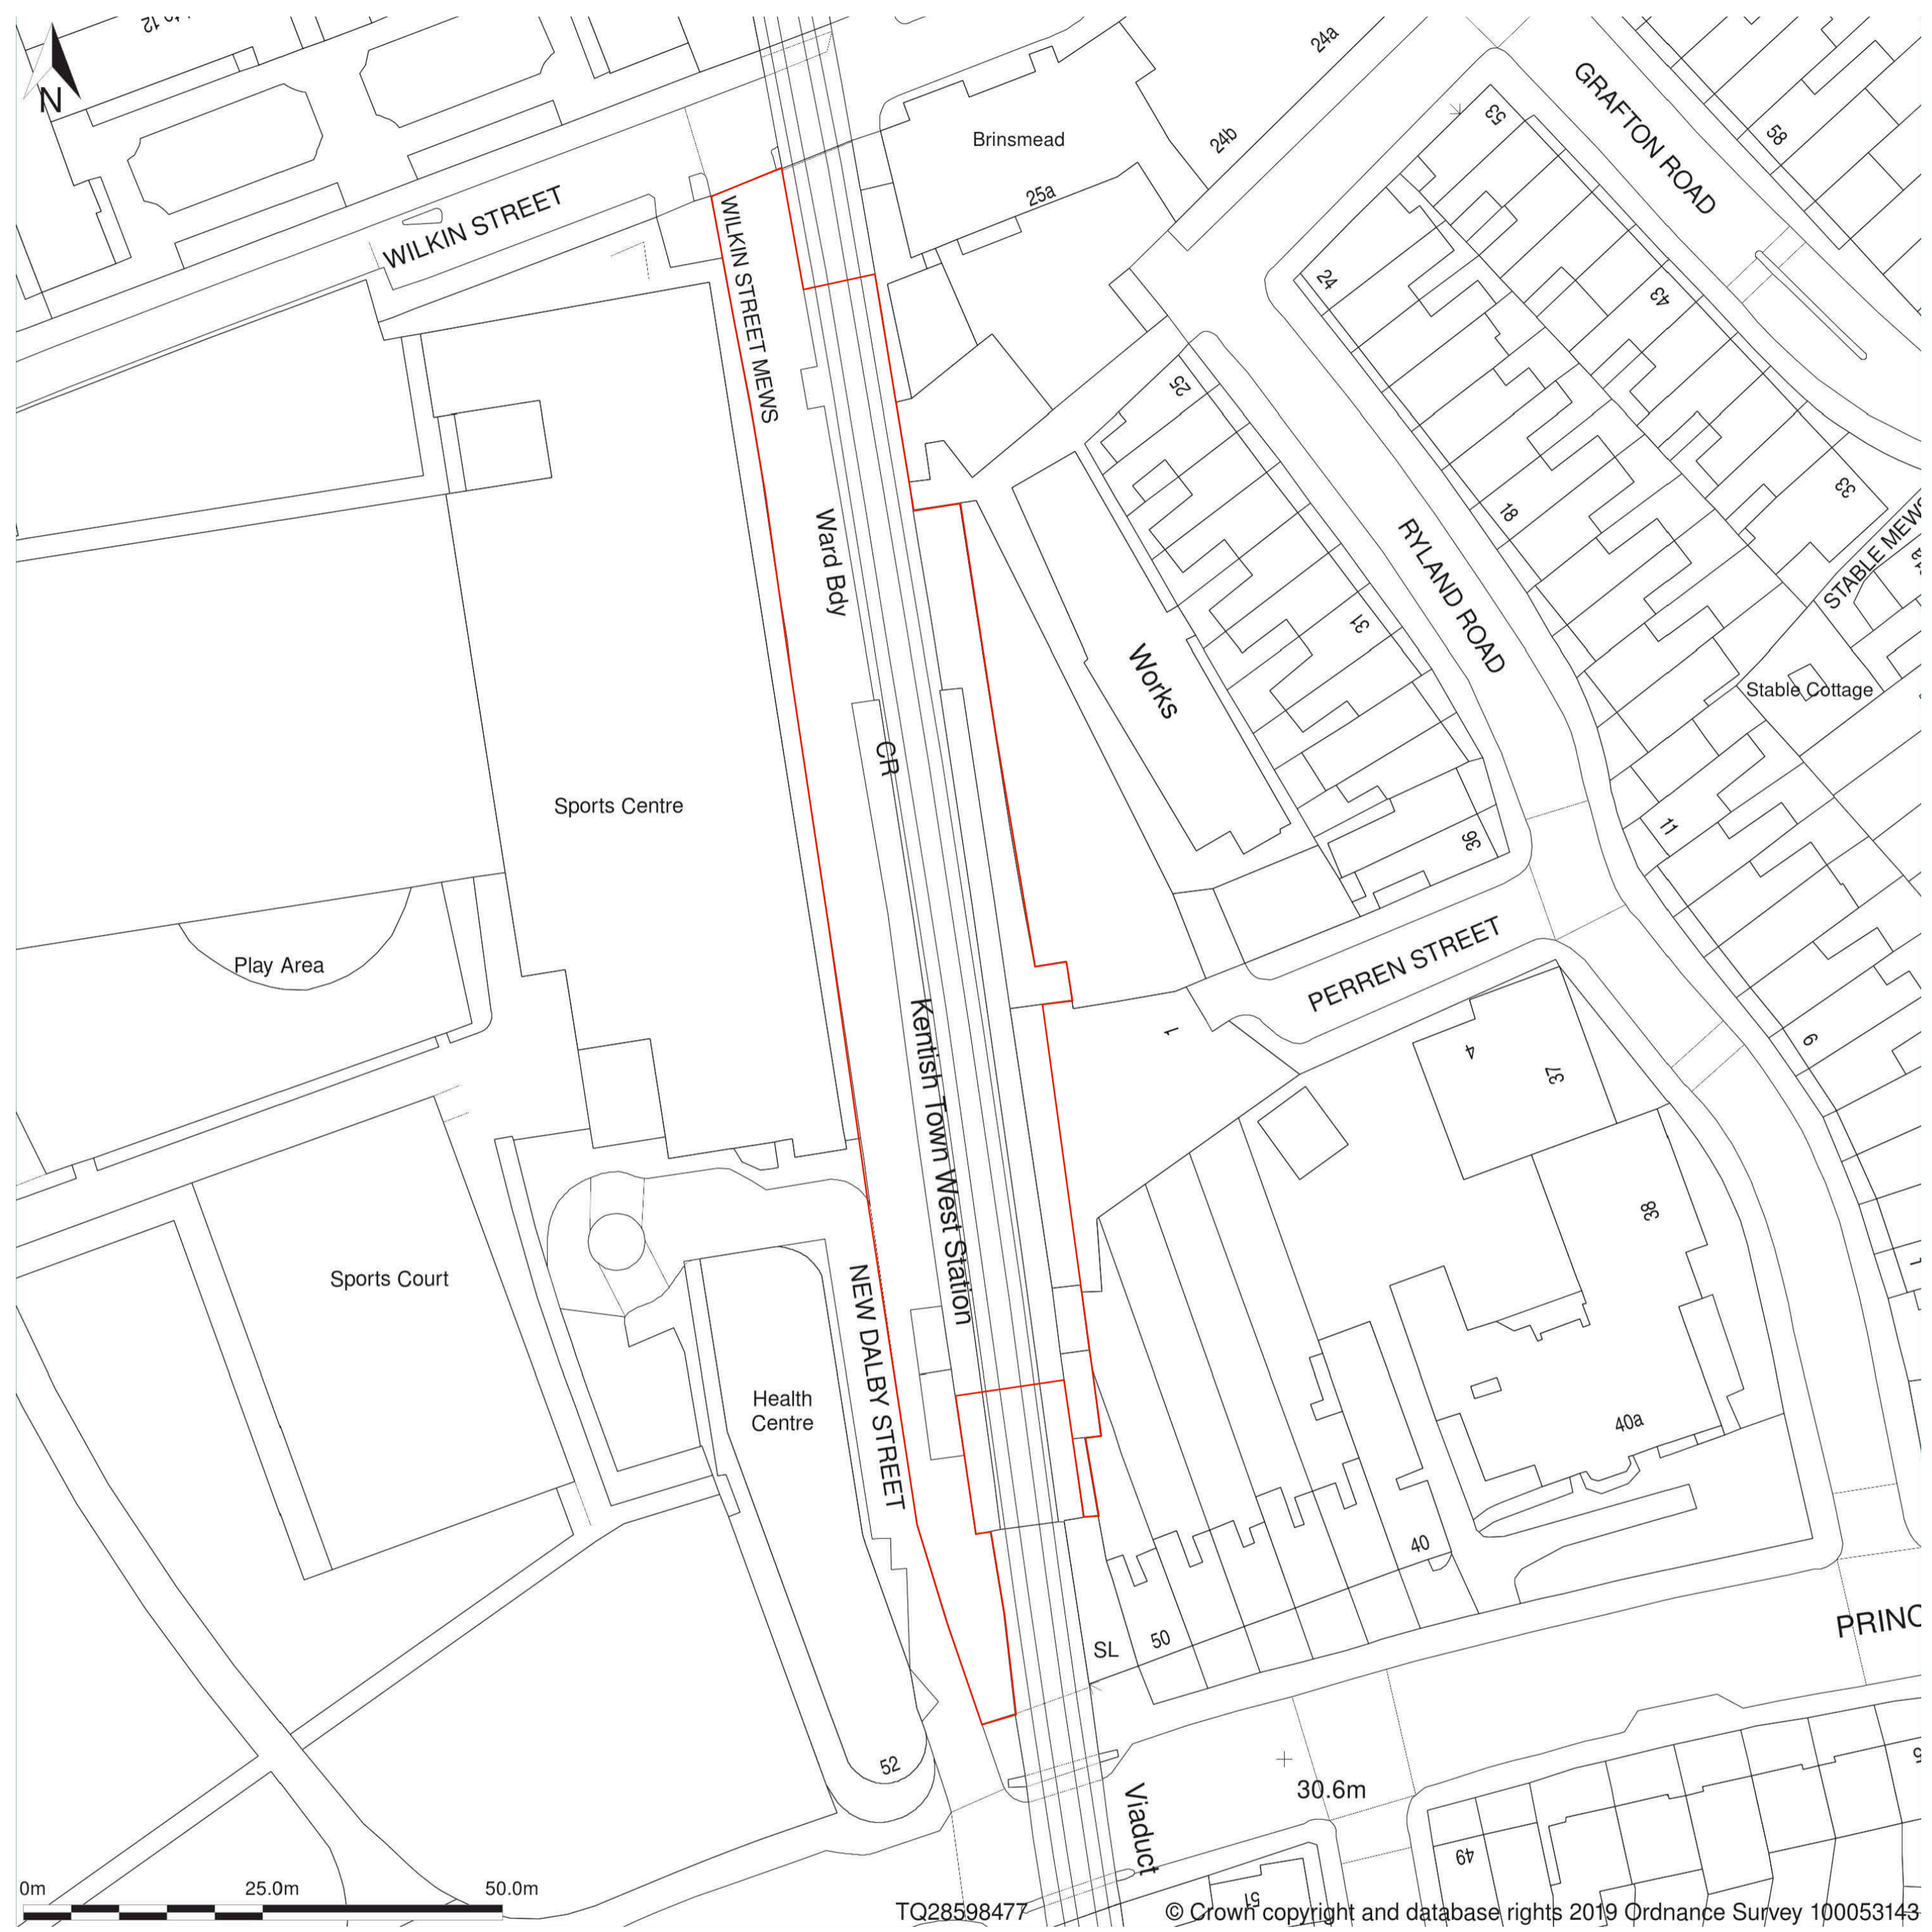 N
WILKIN STREET
WILKIN STREET MEWS
Brinsmead
25a
24a
24b
GRAFTON ROAD
53
58
24
43
25
33
18
STABLE MEWS
RYLAND ROAD
Ward Bdy
31
Works
Stable Cottage
CR
Sports Centre
11
36
Play Area
PERREN STREET
1
4
37
9
Kentish Town West Station
38
Sports Court
NEW DALBY STREET
Health
Centre
40a
40
50
SL
PRINC
52
30.6m
Viaduct
49
51
0m
25.0m
50.0m
TQ28598477
© Crown copyright and database rights 2019 Ordnance Survey 100053143